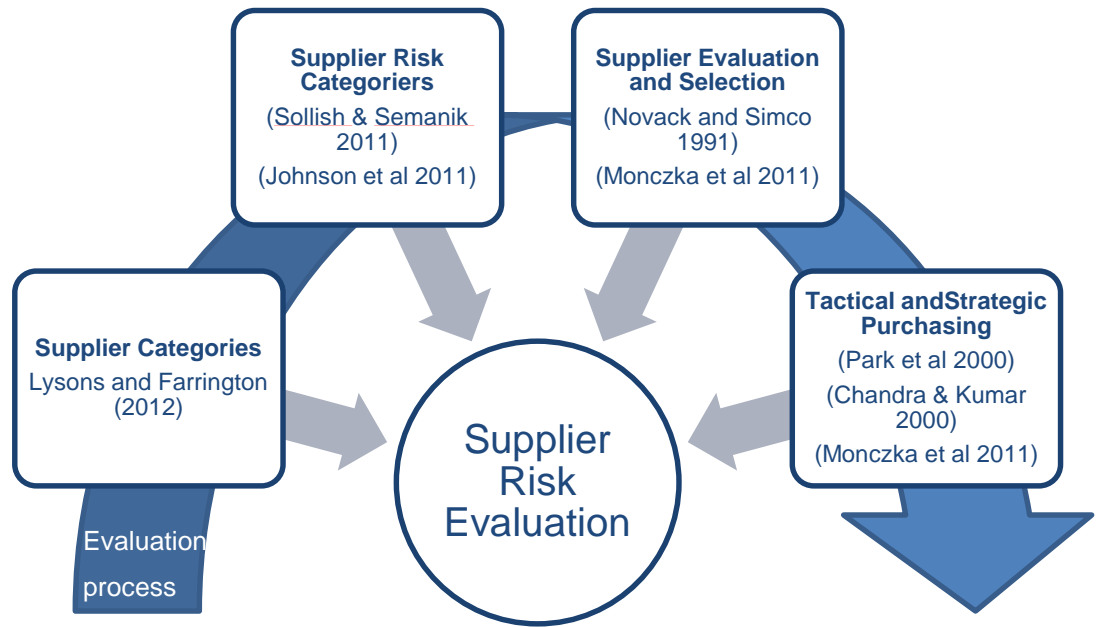 Supplier Risk
Categoriers
(Sollish & Semanik
2011)
(Johnson et al 2011)
Supplier Evaluation
and Selection
(Novack and Simco
1991)
(Monczka et al 2011)
Supplier Categories
Lysons and Farrington
(2012)
Tactical andStrategic
Purchasing
(Park et al 2000)
(Chandra & Kumar
2000)
(Monczka et al 2011)
Supplier
Risk
Evaluation
Evaluation
process